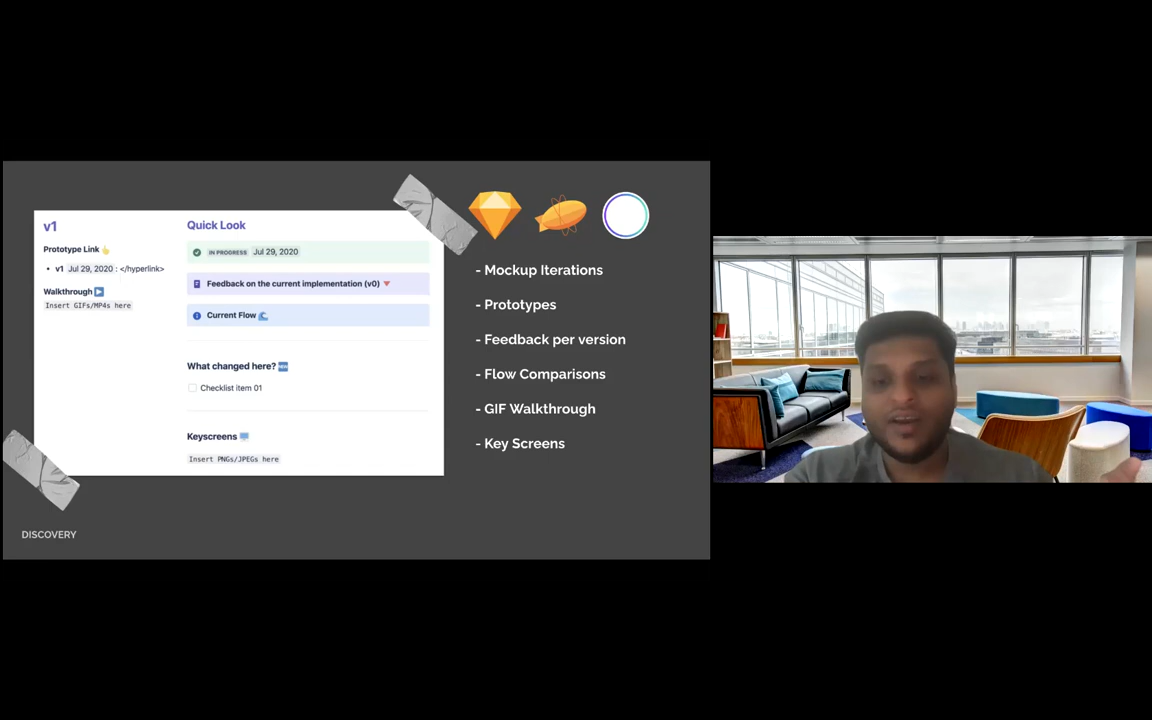 v1
Prototype Link
• v1 Jul 29, 2020 : </hyperlink>
Walkthrough
Insert GIFs/MP4s here
Quick Look
IN PROGRESS Jul 29, 2020
Feedback on the current implementation (v0)
Current Flow
What changed here? NEW
Checklist item 01
Keyscreens
Insert PNGs/JPEGs here
- Mockup Iterations
- Prototypes
- Feedback per version
- Flow Comparisons
- GIF Walkthrough
- Key Screens
DISCOVERY